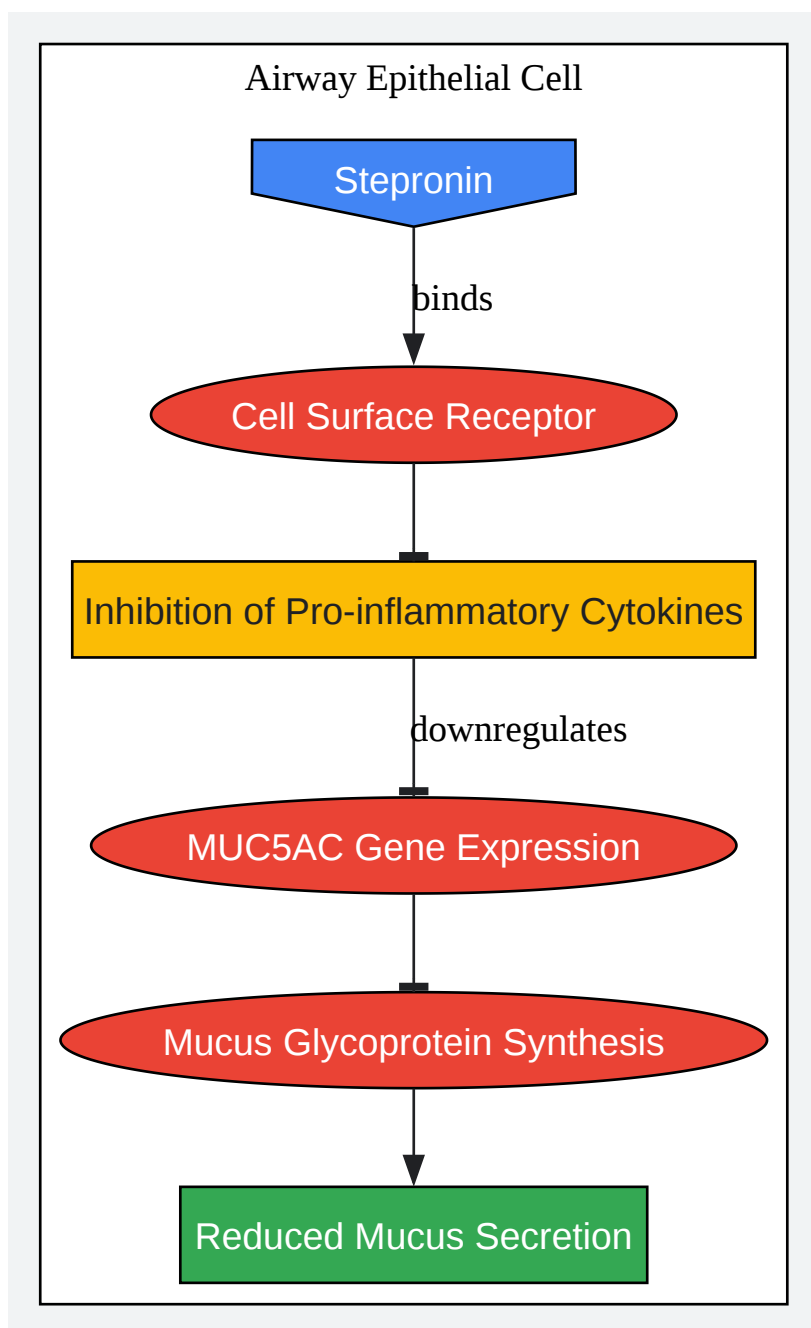 Airway Epithelial Cell
Stepronin
binds
Cell Surface Receptor
Inhibition of Pro-inflammatory Cytokines
downregulates
MUC5AC Gene Expression
Mucus Glycoprotein Synthesis
Reduced Mucus Secretion